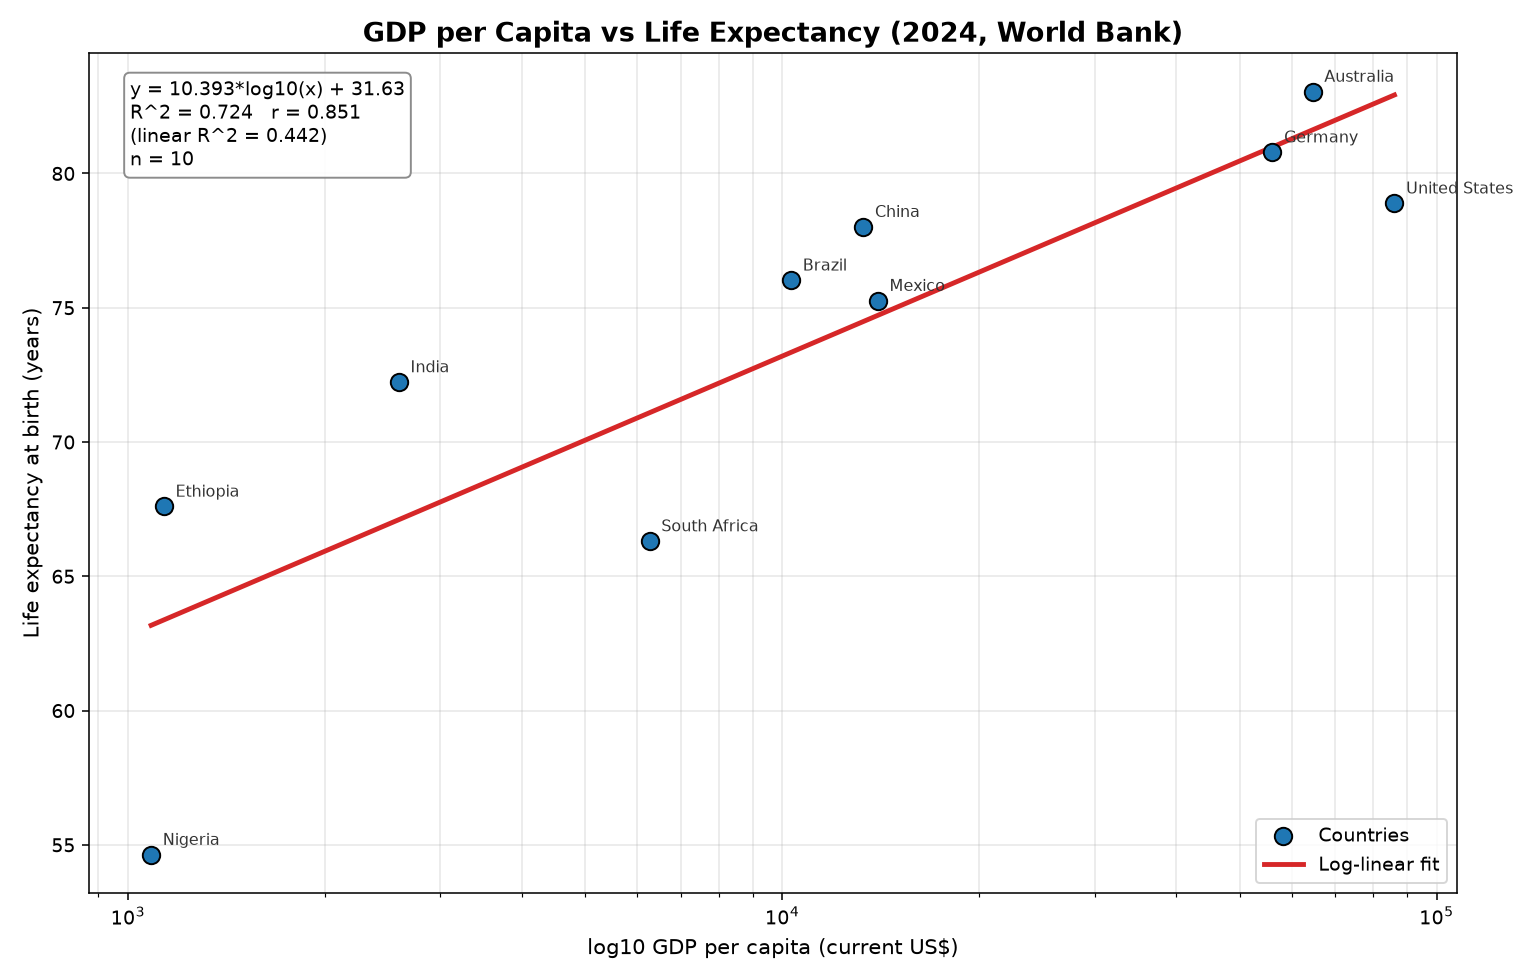 GDP per Capita vs Life Expectancy (2024, World Bank)
y = 10.393*log10(x) + 31.63
R^2 = 0.724   r = 0.851
(linear R^2 = 0.442)
n = 10
Australia
Germany
United States
China
Brazil
Mexico
India
Ethiopia
South Africa
Nigeria
80
75
70
65
60
55
Life expectancy at birth (years)
Countries
Log-linear fit
10³
10⁴
10⁵
log10 GDP per capita (current US$)